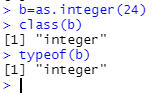 > b=as.integer(24)
> class(b)
[1] "integer"
> typeof(b)
[1] "integer"
>